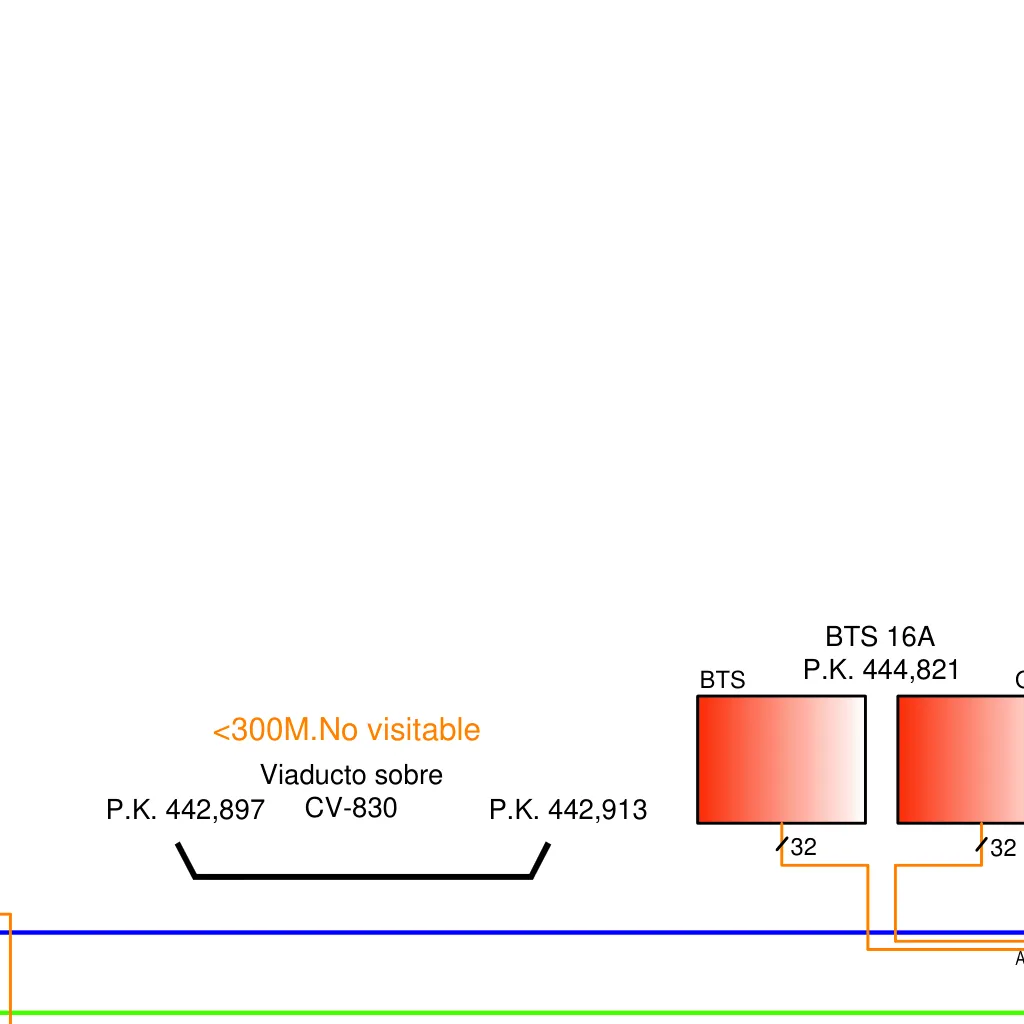 BTS 16A
P.K. 444,821
BTS
<300M.No visitable
Viaducto sobre
P.K. 442,897 CV-830 P.K. 442,913
32
32